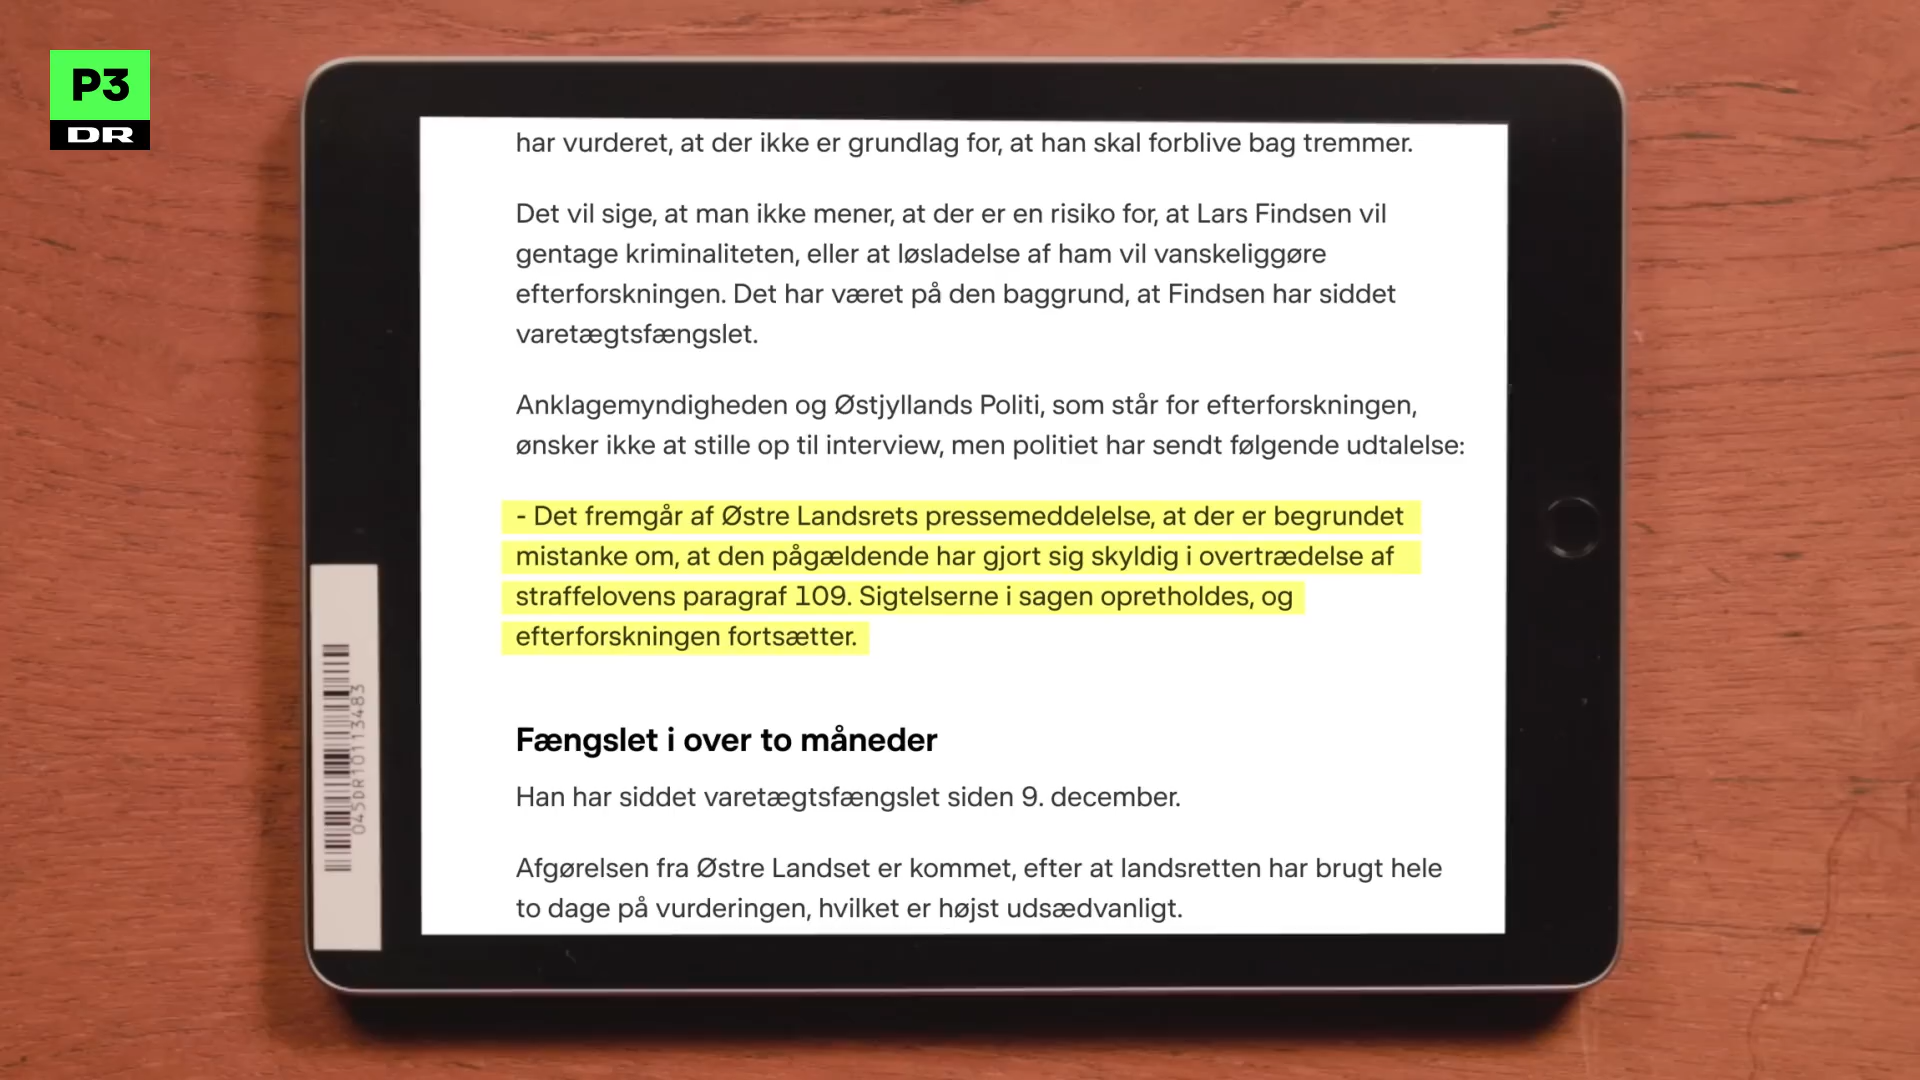 P3
DR
har vurderet, at der ikke er grundlag for, at han skal forblive bag tremmer.
Det vil sige, at man ikke mener, at der er en risiko for, at Lars Findsen vil
gentage kriminaliteten, eller at løsladelse af ham vil vanskeliggøre
efterforskningen. Det har været på den baggrund, at Findsen har siddet
varetægtsfængslet.
Anklagemyndigheden og Østjyllands Politi, som står for efterforskningen,
ønsker ikke at stille op til interview, men politiet har sendt følgende udtalelse:
- Det fremgår af Østre Landsrets pressemeddelelse, at der er begrundet
mistanke om, at den pågældende har gjort sig skyldig i overtrædelse af
straffelovens paragraf 109. Sigtelserne i sagen opretholdes, og
efterforskningen fortsætter.
Fængslet i over to måneder
Han har siddet varetægtsfængslet siden 9. december.
Afgørelsen fra Østre Landset er kommet, efter at landsretten har brugt hele
to dage på vurderingen, hvilket er højst udsædvanligt.
045DR10113483